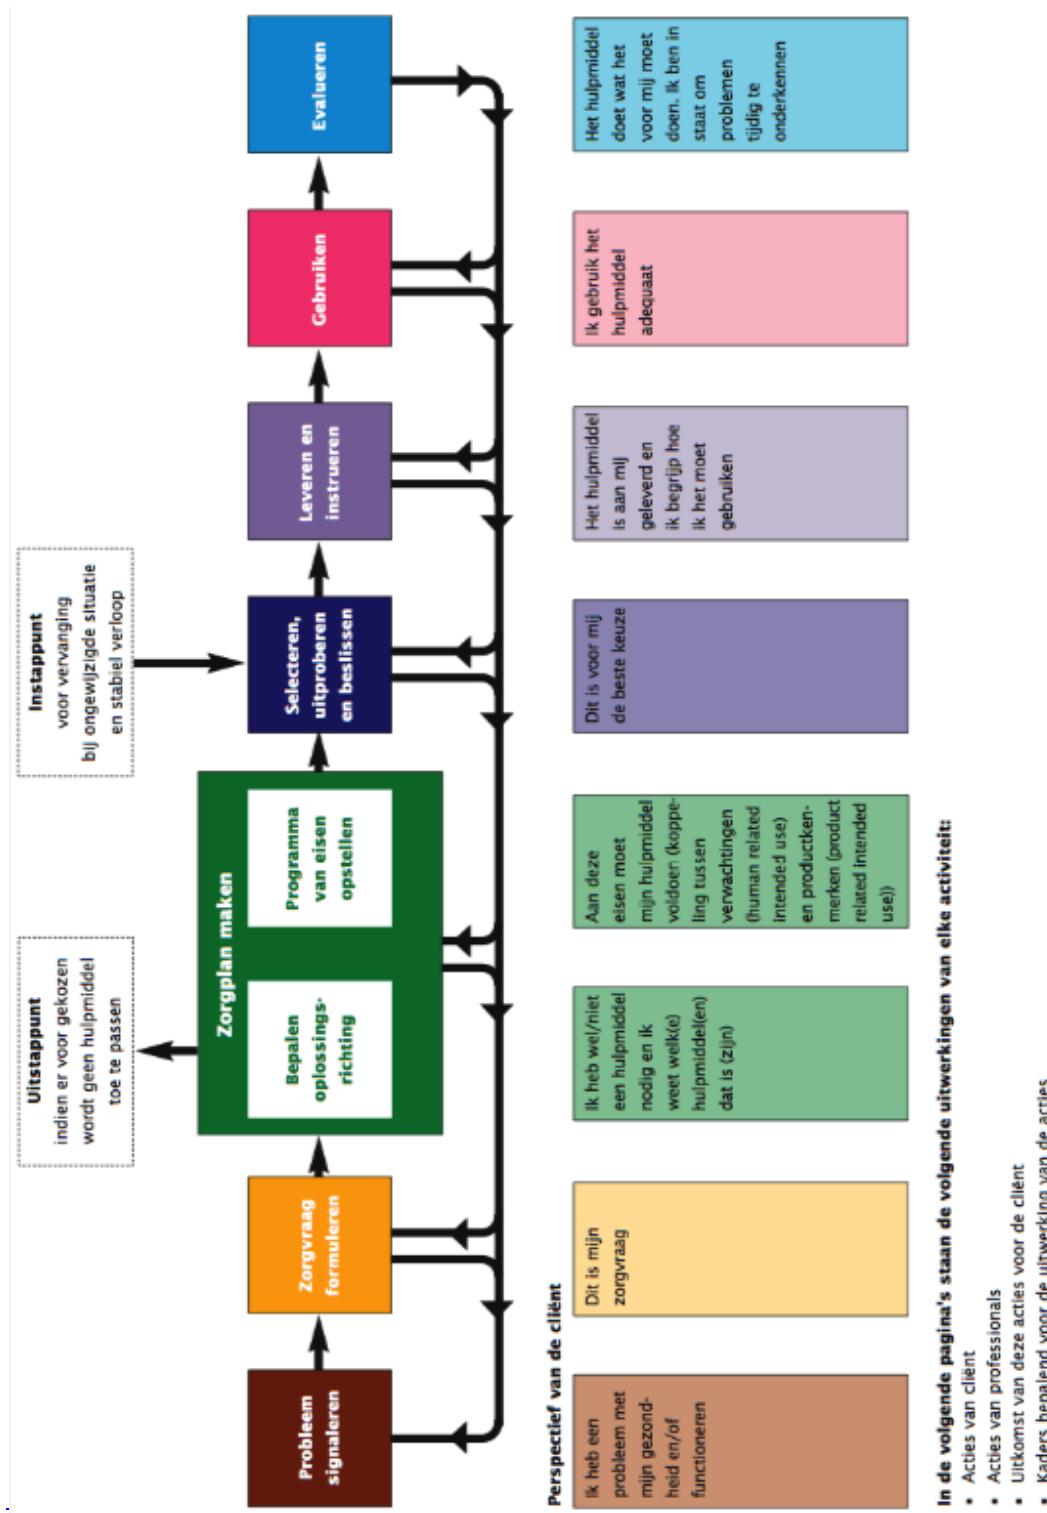 Uitstappunt
indien er voor gekozen
wordt geen hulpmiddel
toe te passen
Instappunt
voor vervanging
bij ongewijzigde situatie
en stabiel verloop
Probleem
signaleren
Zorgvraag
formuleren
Zorgplan maken
Bepalen
oplossings-
richting
Programma
van eisen
opstellen
Selecteren,
uitproberen
en beslissen
Leveren en
instrueren
Gebruiken
Evalueren
Perspectief van de cliënt
Ik heb een
probleem met
mijn gezond-
heid en/of
functioneren
Dit is mijn
zorgvraag
Ik heb wel/niet
een hulpmiddel
nodig en ik
weet welk(e)
hulpmiddel(en)
dat is (zijn)
Aan deze
eisen moet
mijn hulpmiddel
voldoen (koppe-
ling tussen
verwachtingen
(human related
intended use)
en productken-
merken (product
related intended
use))
Dit is voor mij
de beste keuze
Het hulpmiddel
is aan mij
geleverd en
ik begrijp hoe
ik het moet
gebruiken
Ik gebruik het
hulpmiddel
adequaat
Het hulpmiddel
doet wat het
voor mij moet
doen. Ik ben in
staat om
problemen
tijdig te
onderkennen
In de volgende pagina's staan de volgende uitwerkingen van elke activiteit:
• Acties van cliënt
• Acties van professionals
• Uitkomst van deze acties voor de cliënt
• Kaders bepalend voor de uitwerking van de acties